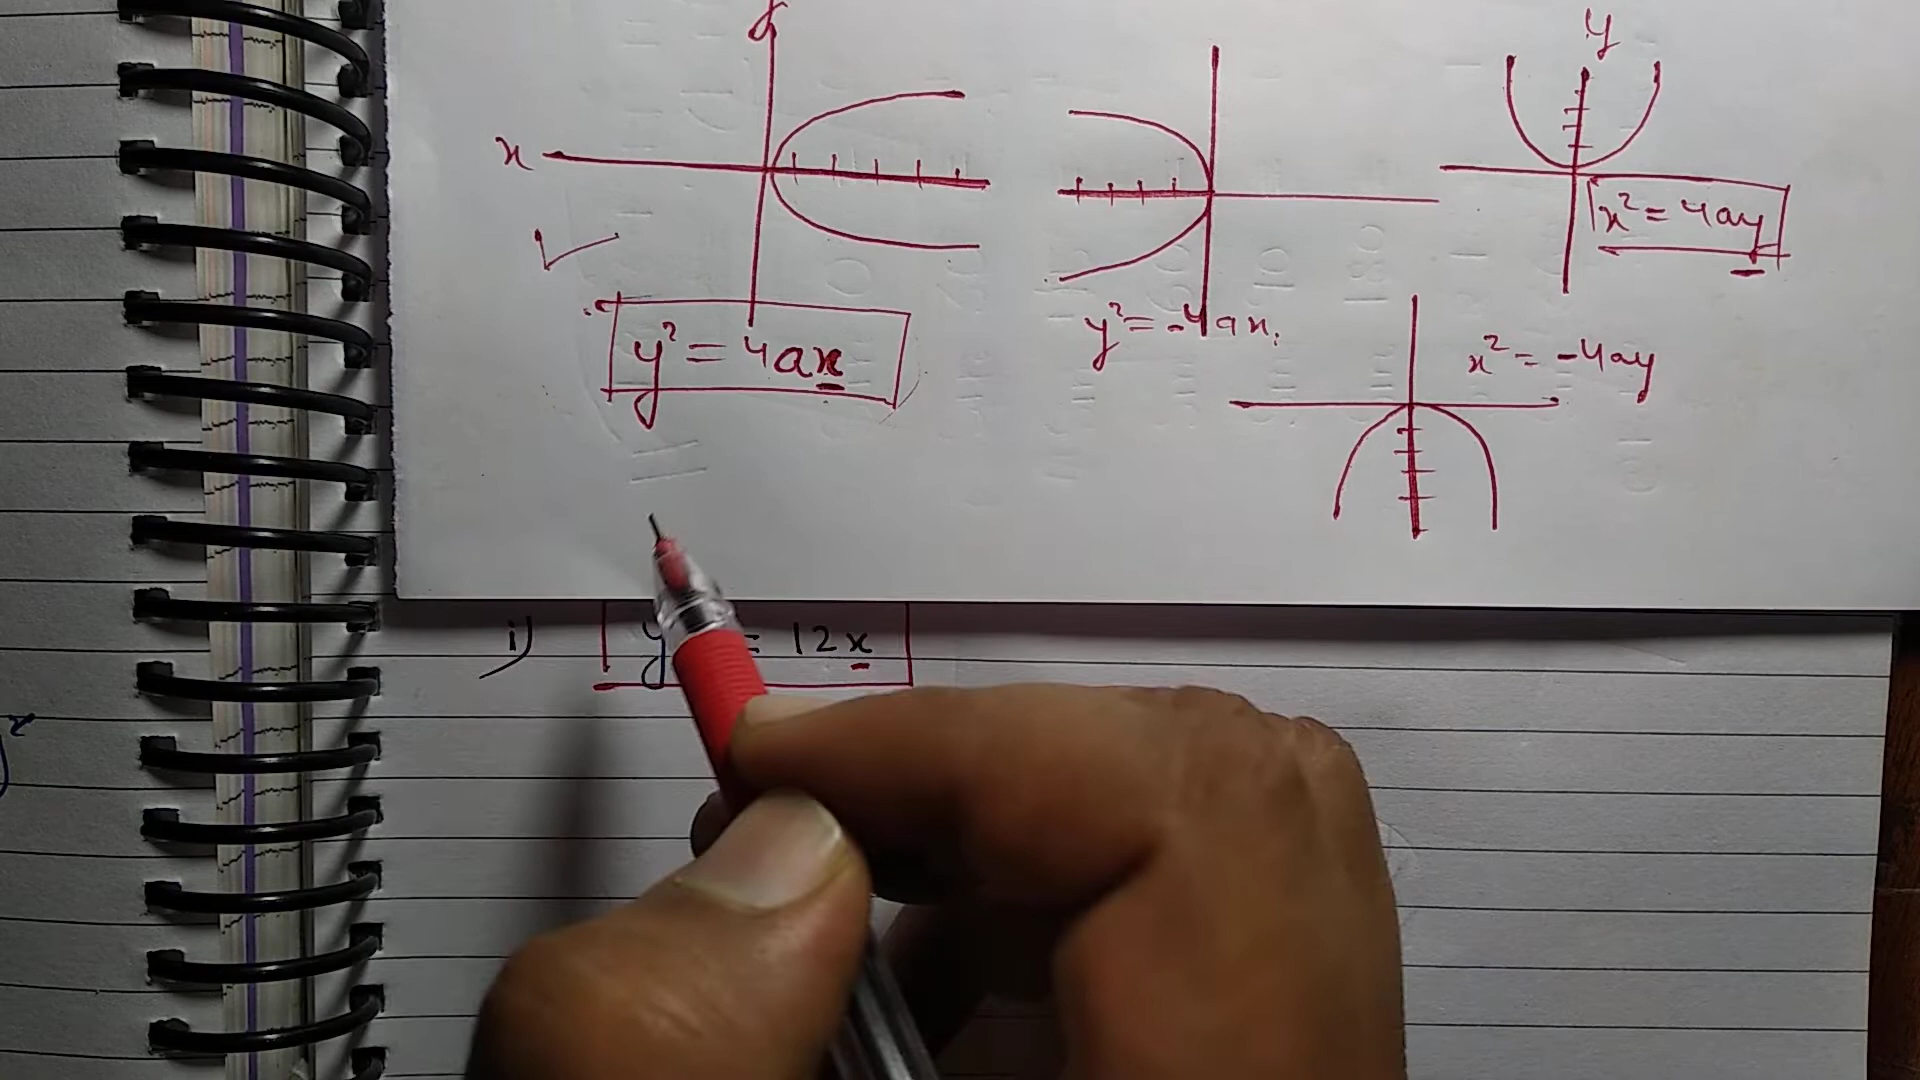 y
y
x
x² = 4ay
y² = 4ax
y² = -4ax.
x² = -4ay
i) y = 12x